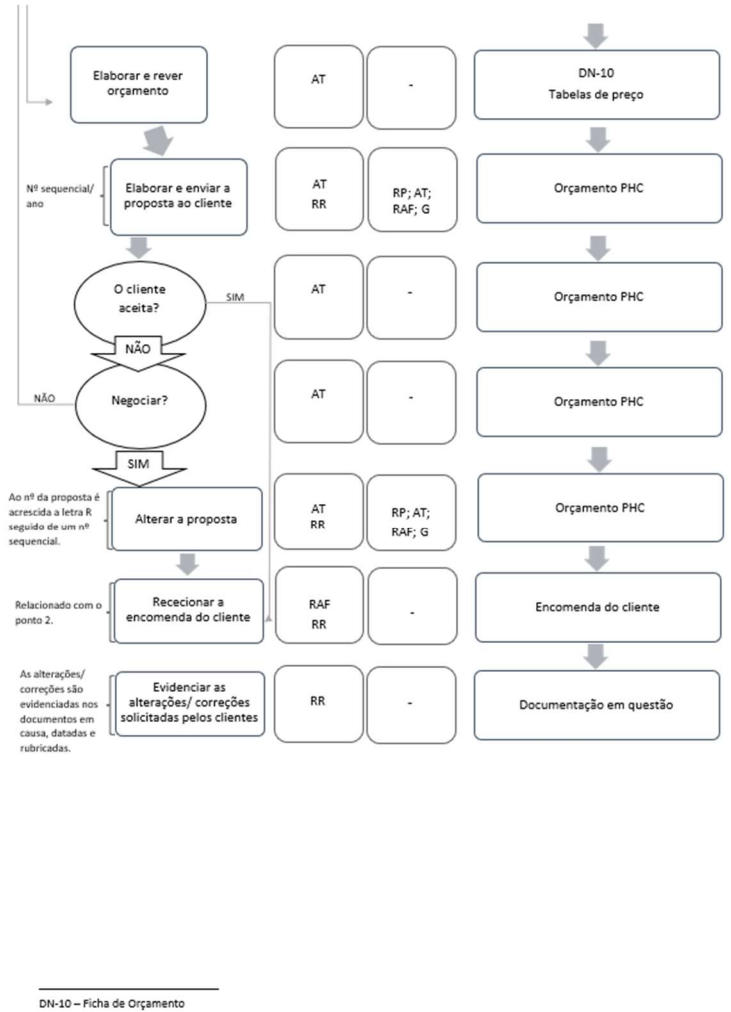 Elaborar e rever
orçamento
AT
-
DN-10
Tabelas de preço
Nº sequencial/
ano
Elaborar e enviar a
proposta ao cliente
AT
RR
RP; AT;
RAF; G
Orçamento PHC
O cliente
aceita?
SIM
AT
-
Orçamento PHC
NÃO
NÃO
Negociar?
AT
-
Orçamento PHC
SIM
Ao nº da proposta é
acrescida a letra R
seguido de um nº
sequencial.
Alterar a proposta
AT
RR
RP; AT;
RAF; G
Orçamento PHC
Relacionado com o
ponto 2.
Rececionar a
encomenda do cliente
RAF
RR
-
Encomenda do cliente
As alterações/
correções são
evidenciadas nos
documentos em
causa, datadas e
rubricadas.
Evidenciar as
alterações/ correções
solicitadas pelos clientes
RR
-
Documentação em questão
DN-10 – Ficha de Orçamento